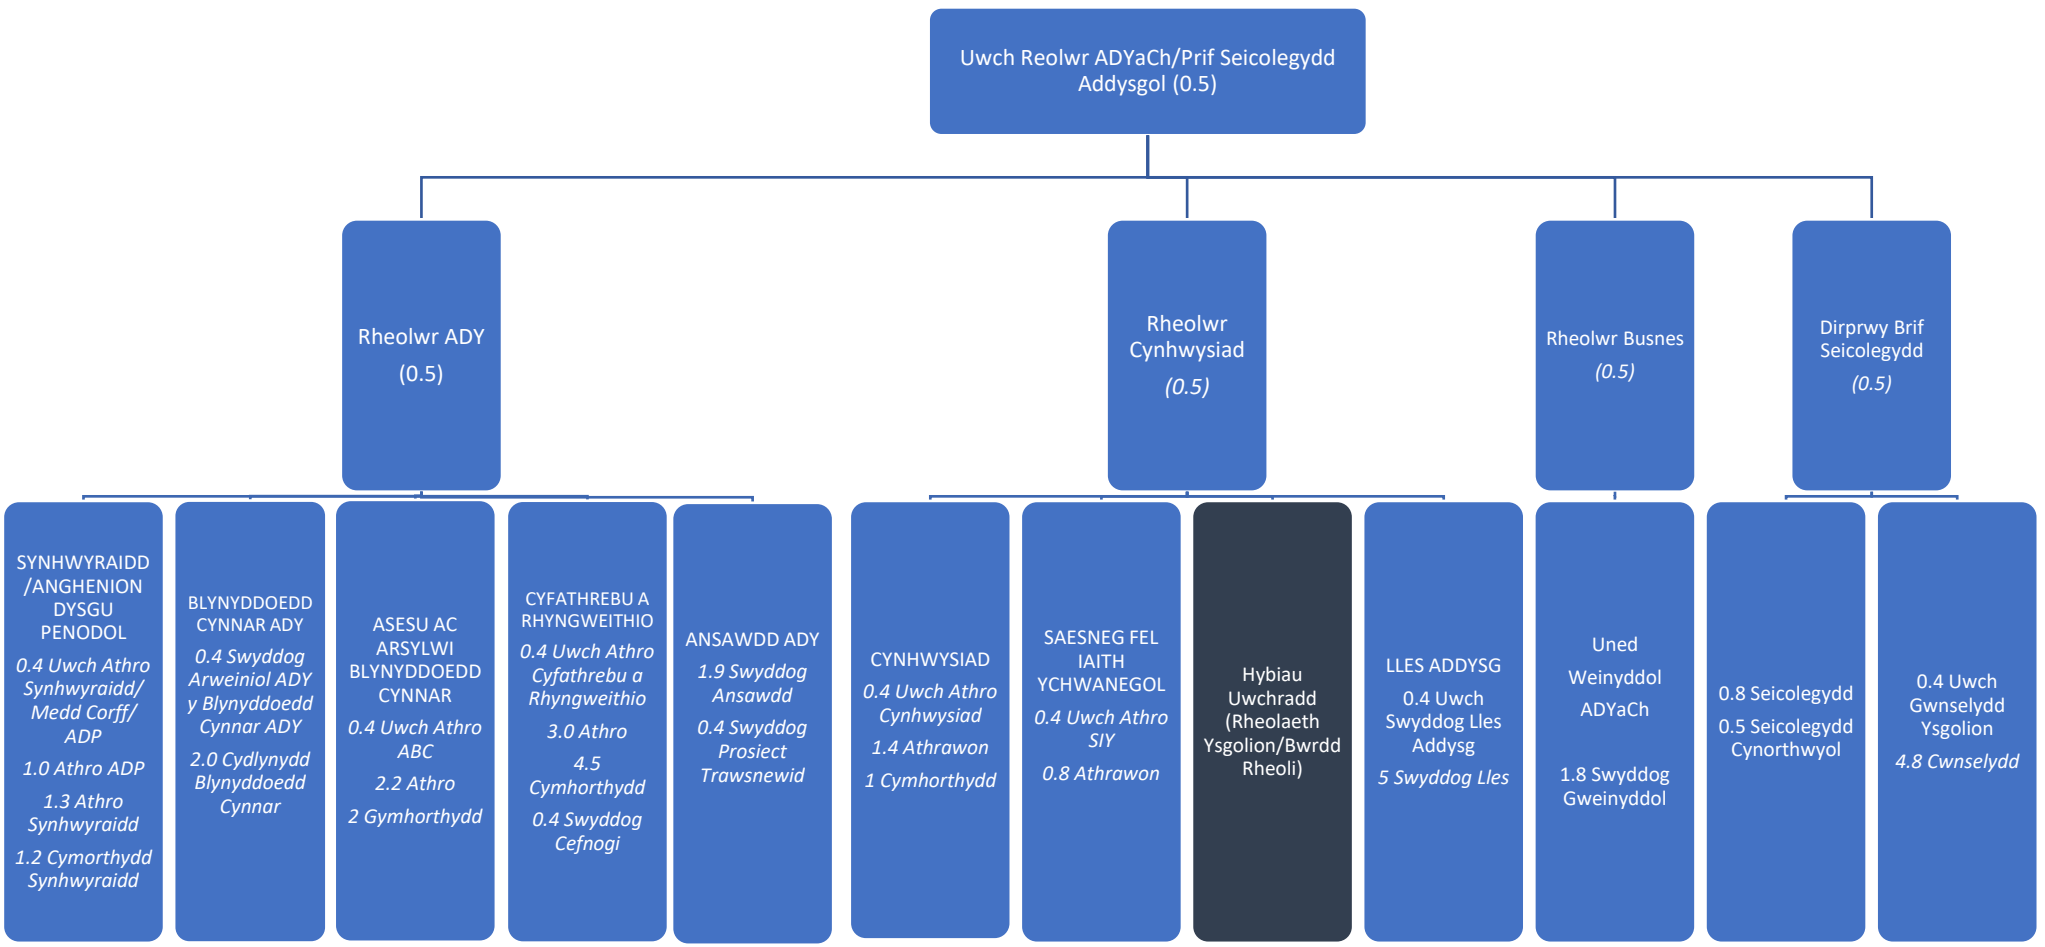 Uwch Reolwr ADYaCh/Prif Seicolegydd
Addysgol (0.5)
Rheolwr ADY
(0.5)
Rheolwr
Cynhwysiad
(0.5)
Rheolwr Busnes
(0.5)
Dirprwy Brif
Seicolegydd
(0.5)
SYNHWYRAIDD
/ANGHENION
DYSGU
PENODOL
0.4 Uwch Athro
Synhwyraidd/
Medd Corff/
ADP
1.0 Athro ADP
1.3 Athro
Synhwyraidd
1.2 Cymorthydd
Synhwyraidd
BLYNYDDOEDD
CYNNAR ADY
0.4 Swyddog
Arweiniol ADY
y Blynyddoedd
Cynnar ADY
2.0 Cydlynydd
Blynyddoedd
Cynnar
ASESU AC
ARSYLWI
BLYNYDDOEDD
CYNNAR
0.4 Uwch Athro
ABC
2.2 Athro
2 Gymhorthydd
CYFATHREBU A
RHYNGWEITHIO
0.4 Uwch Athro
Cyfathrebu a
Rhyngweithio
3.0 Athro
4.5
Cymhorthydd
0.4 Swyddog
Cefnogi
ANSAWDD ADY
1.9 Swyddog
Ansawdd
0.4 Swyddog
Prosiect
Trawsnewid
CYNHWYSIAD
0.4 Uwch Athro
Cynhwysiad
1.4 Athrawon
1 Cymhorthydd
SAESNEG FEL
IAITH
YCHWANEGOL
0.4 Uwch Athro
SIY
0.8 Athrawon
Hybiau
Uwchradd
(Rheolaeth
Ysgolion/Bwrdd
Rheoli)
LLES ADDYSG
0.4 Uwch
Swyddog Lles
Addysg
5 Swyddog Lles
Uned
Weinyddol
ADYaCh
1.8 Swyddog
Gweinyddol
0.8 Seicolegydd
0.5 Seicolegydd
Cynorthwyol
0.4 Uwch
Gwnselydd
Ysgolion
4.8 Cwnselydd